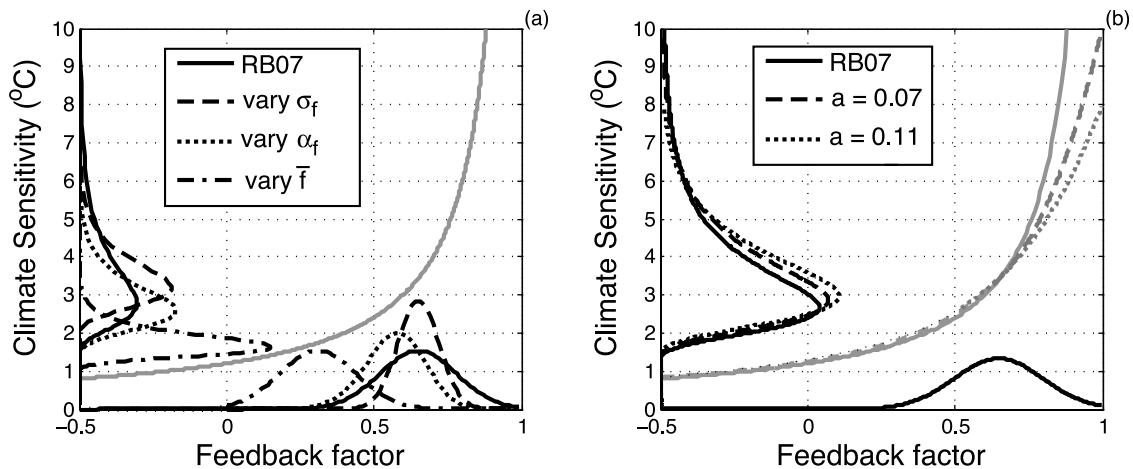 (a)
Climate Sensitivity (°C)
10
9
8
7
6
5
4
3
2
1
0
RB07
vary σf
vary αf
vary f̅
−0.5
0
0.5
1
Feedback factor
(b)
Climate Sensitivity (°C)
10
9
8
7
6
5
4
3
2
1
0
RB07
a = 0.07
a = 0.11
−0.5
0
0.5
1
Feedback factor